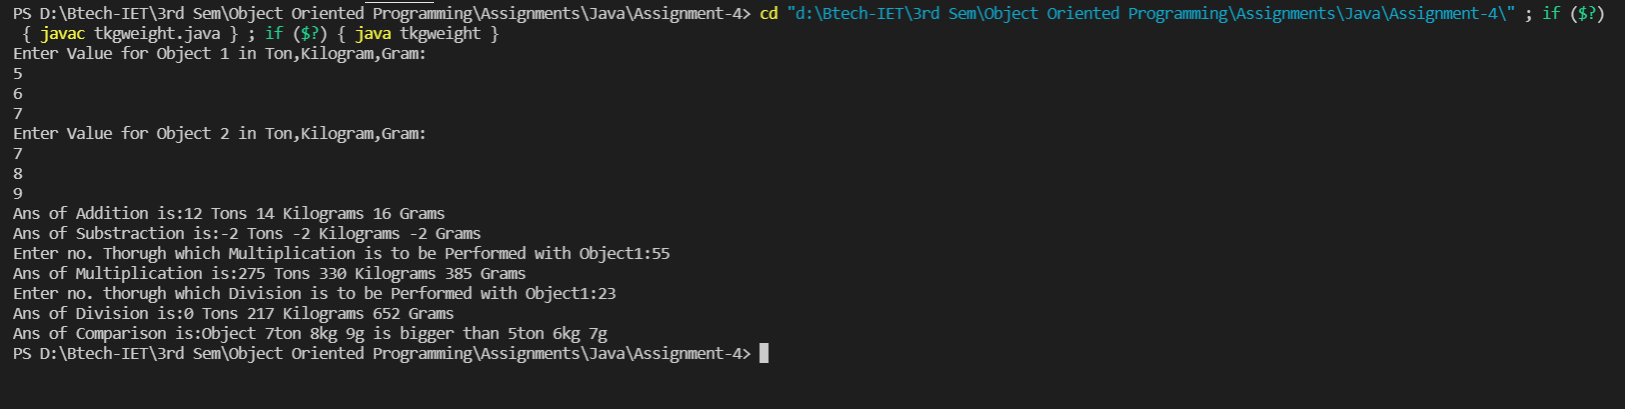 PS D:\Btech-IET\3rd Sem\Object Oriented Programming\Assignments\Java\Assignment-4> cd "d:\Btech-IET\3rd Sem\Object Oriented Programming\Assignments\Java\Assignment-4\" ; if ($?)
{ javac tkgweight.java } ; if ($?) { java tkgweight }
Enter Value for Object 1 in Ton,Kilogram,Gram:
5
6
7
Enter Value for Object 2 in Ton,Kilogram,Gram:
7
8
9
Ans of Addition is:12 Tons 14 Kilograms 16 Grams
Ans of Substraction is:-2 Tons -2 Kilograms -2 Grams
Enter no. Thorugh which Multiplication is to be Performed with Object1:55
Ans of Multiplication is:275 Tons 330 Kilograms 385 Grams
Enter no. thorugh which Division is to be Performed with Object1:23
Ans of Division is:0 Tons 217 Kilograms 652 Grams
Ans of Comparison is:Object 7ton 8kg 9g is bigger than 5ton 6kg 7g
PS D:\Btech-IET\3rd Sem\Object Oriented Programming\Assignments\Java\Assignment-4>